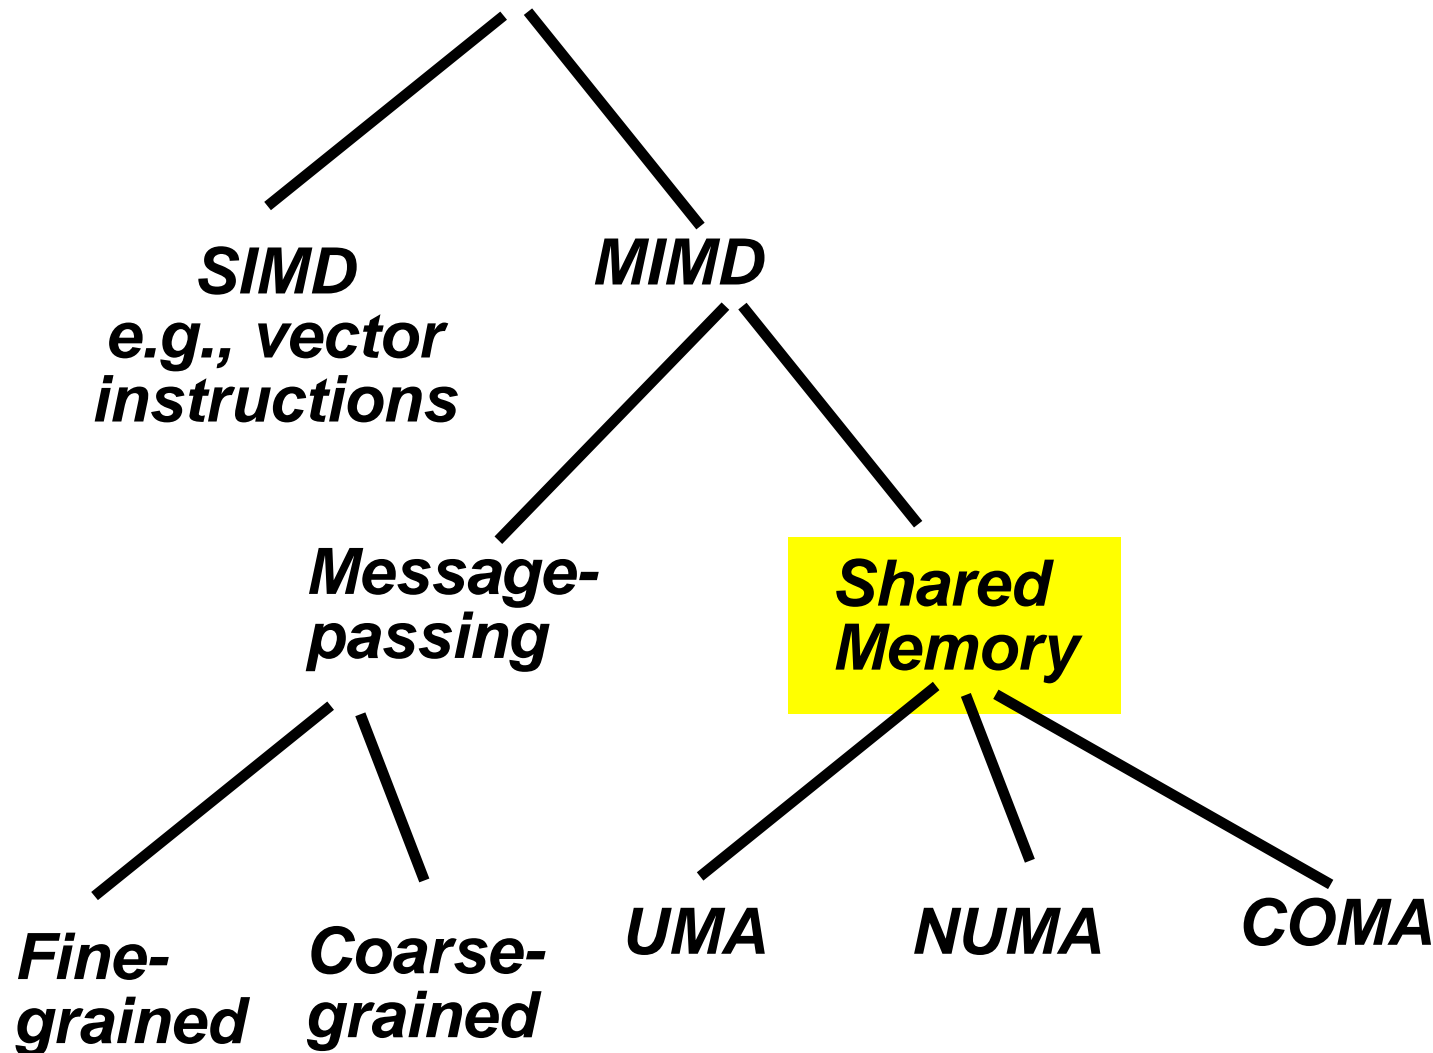 SIMD
e.g., vector
instructions
MIMD
Message-
passing
Shared
Memory
Fine-
grained
Coarse-
grained
UMA
NUMA
COMA